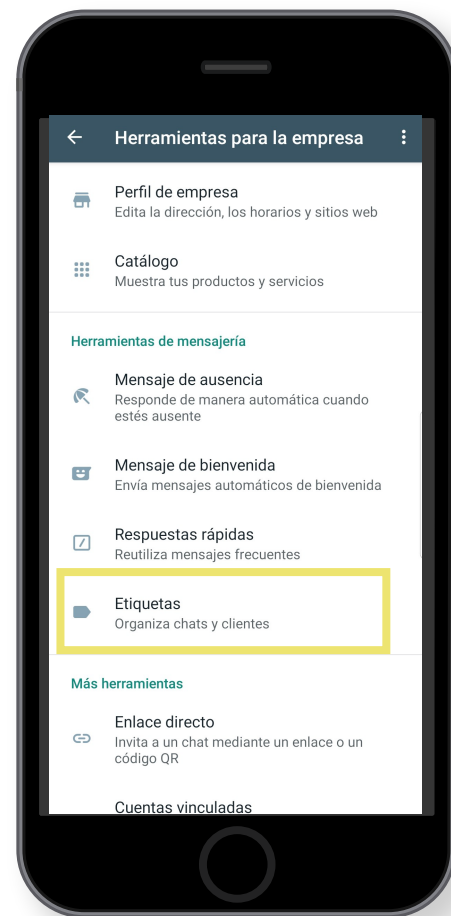 Herramientas para la empresa
Perfil de empresa
Edita la dirección, los horarios y sitios web
Catálogo
Muestra tus productos y servicios
Herramientas de mensajería
Mensaje de ausencia
Responde de manera automática cuando
estés ausente
Mensaje de bienvenida
Envía mensajes automáticos de bienvenida
Respuestas rápidas
Reutiliza mensajes frecuentes
Etiquetas
Organiza chats y clientes
Más herramientas
Enlace directo
Invita a un chat mediante un enlace o un
código QR
Cuentas vinculadas